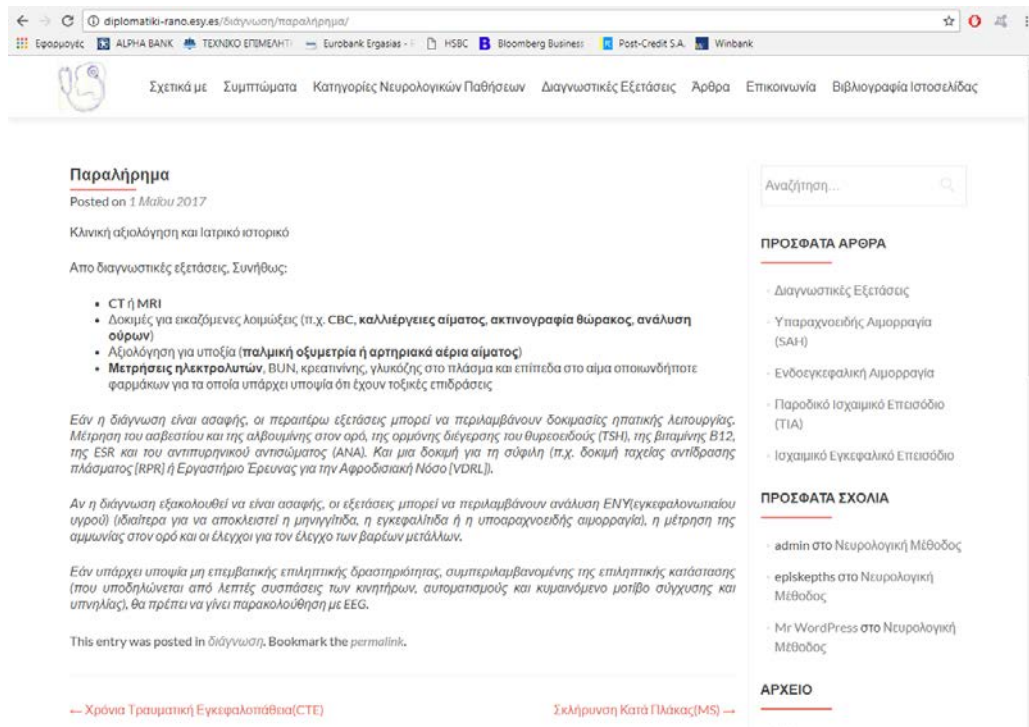 diplomatiki-rano.esy.es/διάγνωση/παραλήρημα/
Εφαρμογές ALPHA BANK ΤΕΧΝΙΚΟ ΕΠΙΜΕΛΗΤ Eurobank Ergasias - HSBC Bloomberg Business Post-Credit S.A. Winbank
Σχετικά με Συμπτώματα Κατηγορίες Νευρολογικών Παθήσεων Διαγνωστικές Εξετάσεις Άρθρα Επικοινωνία Βιβλιογραφία Ιστοσελίδας
Παραλήρημα
Posted on 1 Μαΐου 2017
Κλινική αξιολόγηση και Ιατρικό ιστορικό
Απο διαγνωστικές εξετάσεις, Συνήθως:
• CT ή MRI
• Δοκιμές για εικαζόμενες λοιμώξεις (π.χ. CBC, καλλιέργειες αίματος, ακτινογραφία θώρακος, ανάλυση
ούρων)
• Αξιολόγηση για υποξία (παλμική οξυμετρία ή αρτηριακά αέρια αίματος)
• Μετρήσεις ηλεκτρολυτών, BUN, κρεατινίνης, γλυκόζης στο πλάσμα και επίπεδα στο αίμα οποιωνδήποτε
φαρμάκων για τα οποία υπάρχει υποψία ότι έχουν τοξικές επιδράσεις
Εάν η διάγνωση είναι ασαφής, οι περαιτέρω εξετάσεις μπορεί να περιλαμβάνουν δοκιμασίες ηπατικής λειτουργίας.
Μέτρηση του ασβεστίου και της αλβουμίνης στον ορό, της ορμόνης διέγερσης του θυρεοειδούς (TSH), της βιταμίνης Β12,
της ESR και του αντιπυρηνικού αντισώματος (ANA). Και μια δοκιμή για τη σύφιλη (π.χ. δοκιμή ταχείας αντίδρασης
πλάσματος [RPR] ή Εργαστήριο Έρευνας για την Αφροδισιακή Νόσο [VDRL]).
Αν η διάγνωση εξακολουθεί να είναι ασαφής, οι εξετάσεις μπορεί να περιλαμβάνουν ανάλυση ΕΝΥ(εγκεφαλονωτιαίου
υγρού) (ιδιαίτερα για να αποκλειστεί η μηνιγγίτιδα, η εγκεφαλίτιδα ή η υποαραχνοειδής αιμορραγία), η μέτρηση της
αμμωνίας στον ορό και οι έλεγχοι για τον έλεγχο των βαρέων μετάλλων.
Εάν υπάρχει υποψία μη επεμβατικής επιληπτικής δραστηριότητας, συμπεριλαμβανομένης της επιληπτικής κατάστασης
(που υποδηλώνεται από λεπτές συσπάσεις των κινητήρων, αυτοματισμούς και κυμαινόμενο μοτίβο σύγχυσης και
υπνηλίας), θα πρέπει να γίνει παρακολούθηση με EEG.
This entry was posted in διάγνωση. Bookmark the permalink.
← Χρόνια Τραυματική Εγκεφαλοπάθεια(CTE)
Σκλήρυνση Κατά Πλάκας(MS) →
Αναζήτηση...
ΠΡΟΣΦΑΤΑ ΑΡΘΡΑ
Διαγνωστικές Εξετάσεις
Υπαραχνοειδής Αιμορραγία
(SAH)
Ενδοεγκεφαλική Αιμορραγία
Παροδικό Ισχαιμικό Επεισόδιο
(TIA)
Ισχαιμικό Εγκεφαλικό Επεισόδιο
ΠΡΟΣΦΑΤΑ ΣΧΟΛΙΑ
admin στο Νευρολογική Μέθοδος
eplskepths στο Νευρολογική
Μέθοδος
Mr WordPress στο Νευρολογική
Μέθοδος
ΑΡΧΕΙΟ